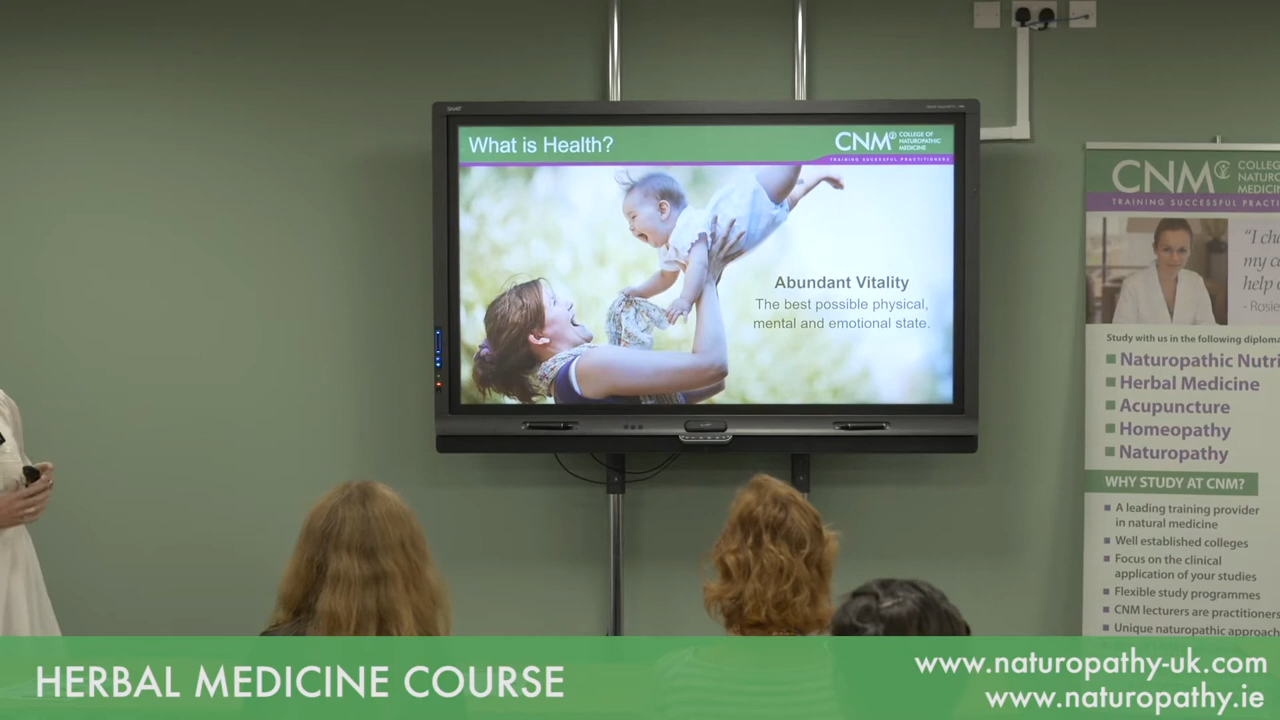 What is Health?
CNM
COLLEGE OF
NATUROPATHIC
MEDICINE
TRAINING SUCCESSFUL PRACTITIONERS
Abundant Vitality
The best possible physical,
mental and emotional state.
CNM
COLLEG
NATURO
MEDICIN
TRAINING SUCCESSFUL PRACTI
“I ch
my ca
help
- Rosie
Study with us in the following diploma
Naturopathic Nutri
Herbal Medicine
Acupuncture
Homeopathy
Naturopathy
WHY STUDY AT CNM?
A leading training provider
in natural medicine
Well established colleges
Focus on the clinical
application of your studies
Flexible study programmes
CNM lecturers are practitioners
Unique naturopathic approach
HERBAL MEDICINE COURSE
www.naturopathy-uk.com
www.naturopathy.ie